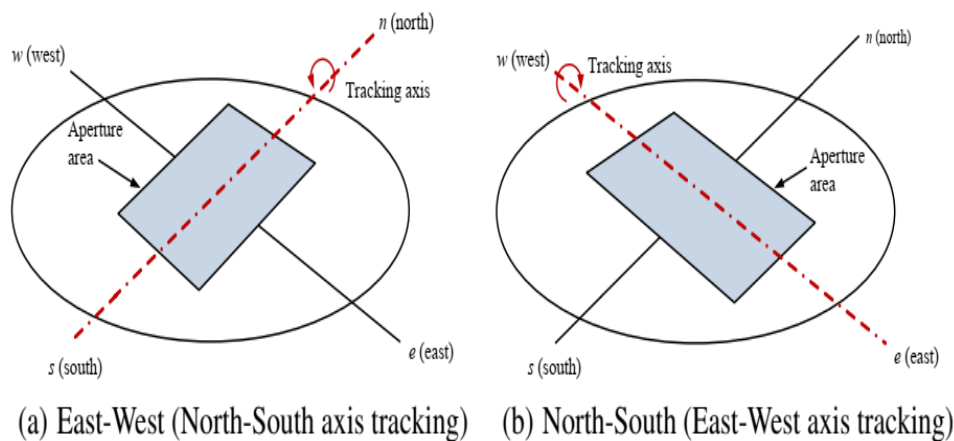 n (north)
w (west)
Tracking axis
Aperture
area
s (south)
e (east)
(a) East-West (North-South axis tracking)
n (north)
w (west)
Tracking axis
Aperture
area
s (south)
e (east)
(b) North-South (East-West axis tracking)